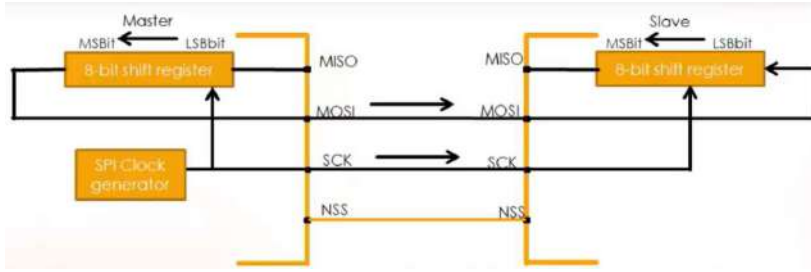 Master
MSBit LSBbit
8-bit shift register
MISO
MOSI
SPI Clock
generator
SCK
NSS
Slave
MSBit LSBbit
8-bit shift register
MISO
MOSI
SCK
NSS